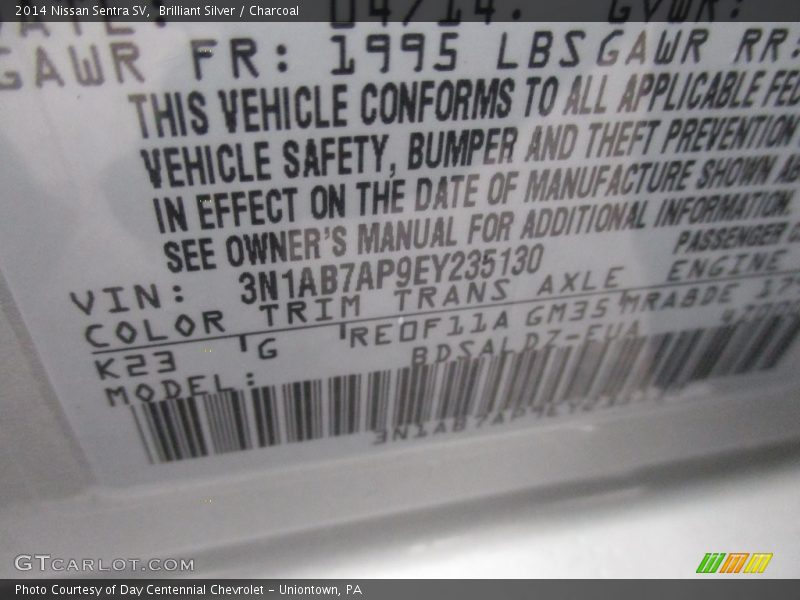 2014 Nissan Sentra SV, Brilliant Silver / Charcoal
04/14. GVWR:
GAWR FR: 1995 LBS GAWR RR:
THIS VEHICLE CONFORMS TO ALL APPLICABLE
VEHICLE SAFETY, BUMPER AND THEFT PREVENTION
IN EFFECT ON THE DATE OF MANUFACTURE SHOWN
SEE OWNER'S MANUAL FOR ADDITIONAL INFORMATION.
VIN: 3N1AB7AP9EY235130 PASSENGER
COLOR TRIM TRANS AXLE ENGINE
K23 G RE0F11A GM35 MRA8DE
MODEL: BDSALDZ-EUA
GTCARLOT.COM
Photo Courtesy of Day Centennial Chevrolet - Uniontown, PA